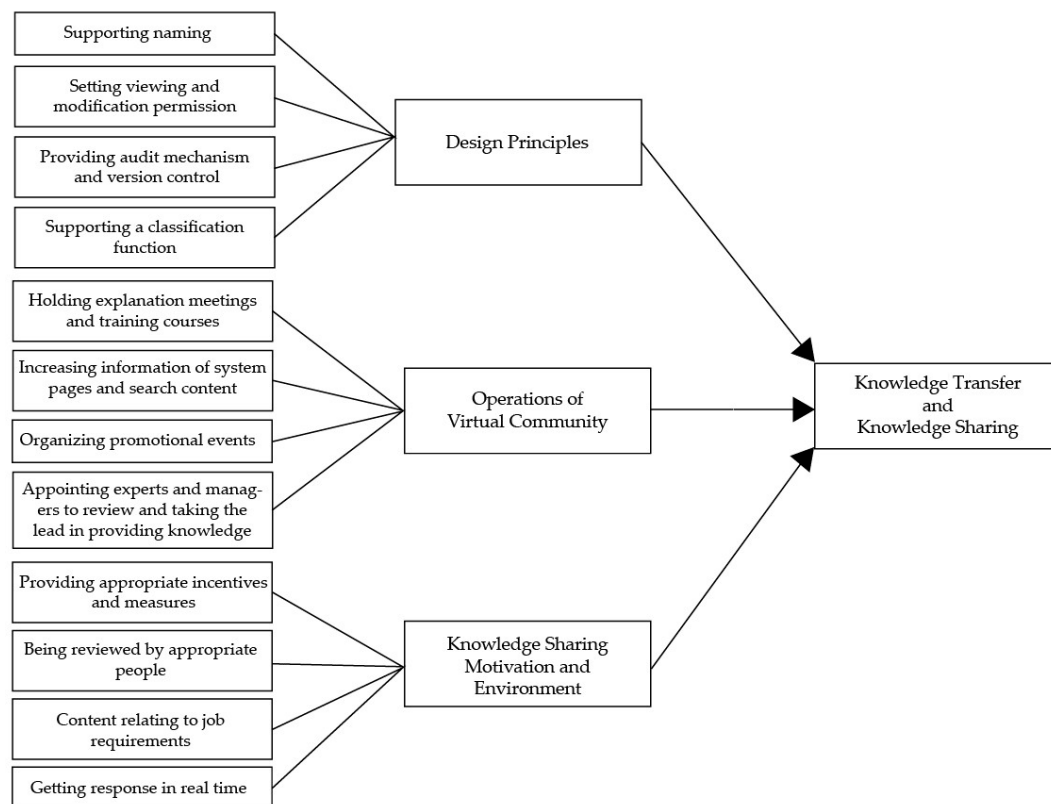 Supporting naming
Setting viewing and
modification permission
Providing audit mechanism
and version control
Supporting a classification
function
Design Principles
Holding explanation meetings
and training courses
Increasing information of system
pages and search content
Organizing promotional events
Appointing experts and manag-
ers to review and taking the
lead in providing knowledge
Operations of
Virtual Community
Providing appropriate incentives
and measures
Being reviewed by appropriate
people
Content relating to job
requirements
Getting response in real time
Knowledge Sharing
Motivation and
Environment
Knowledge Transfer
and
Knowledge Sharing